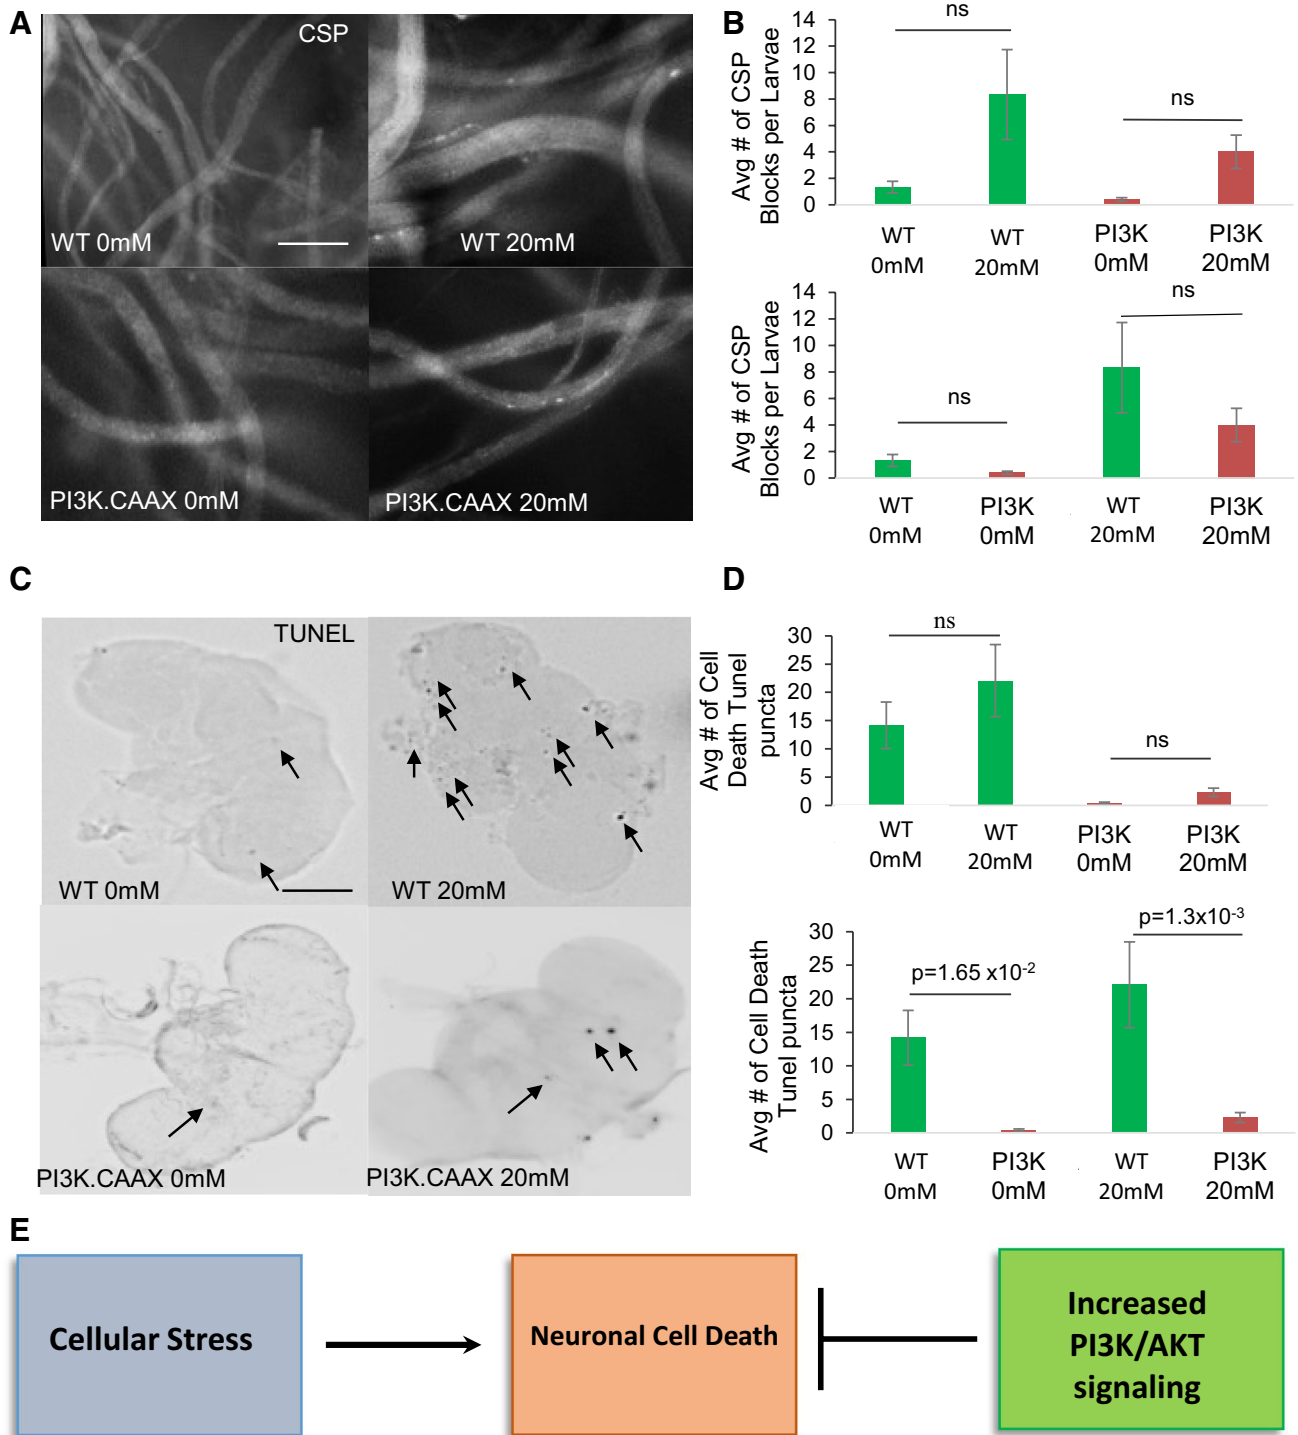 A
CSP
WT 0mM
WT 20mM
PI3K.CAAX 0mM
PI3K.CAAX 20mM
B
Avg # of CSP
Blocks per Larvae
14
12
10
8
6
4
2
0
ns
ns
WT
0mM
WT
20mM
PI3K
0mM
PI3K
20mM
Avg # of CSP
Blocks per Larvae
14
12
10
8
6
4
2
0
ns
ns
WT
0mM
PI3K
0mM
WT
20mM
PI3K
20mM
C
TUNEL
WT 0mM
WT 20mM
PI3K.CAAX 0mM
PI3K.CAAX 20mM
D
Avg # of Cell
Death Tunel
puncta
30
25
20
15
10
5
0
ns
ns
WT
0mM
WT
20mM
PI3K
0mM
PI3K
20mM
Avg # of Cell Death
Tunel puncta
30
25
20
15
10
5
0
p=1.65 x10-2
p=1.3x10-3
WT
0mM
PI3K
0mM
WT
20mM
PI3K
20mM
E
Cellular Stress
Neuronal Cell Death
Increased
PI3K/AKT
signaling